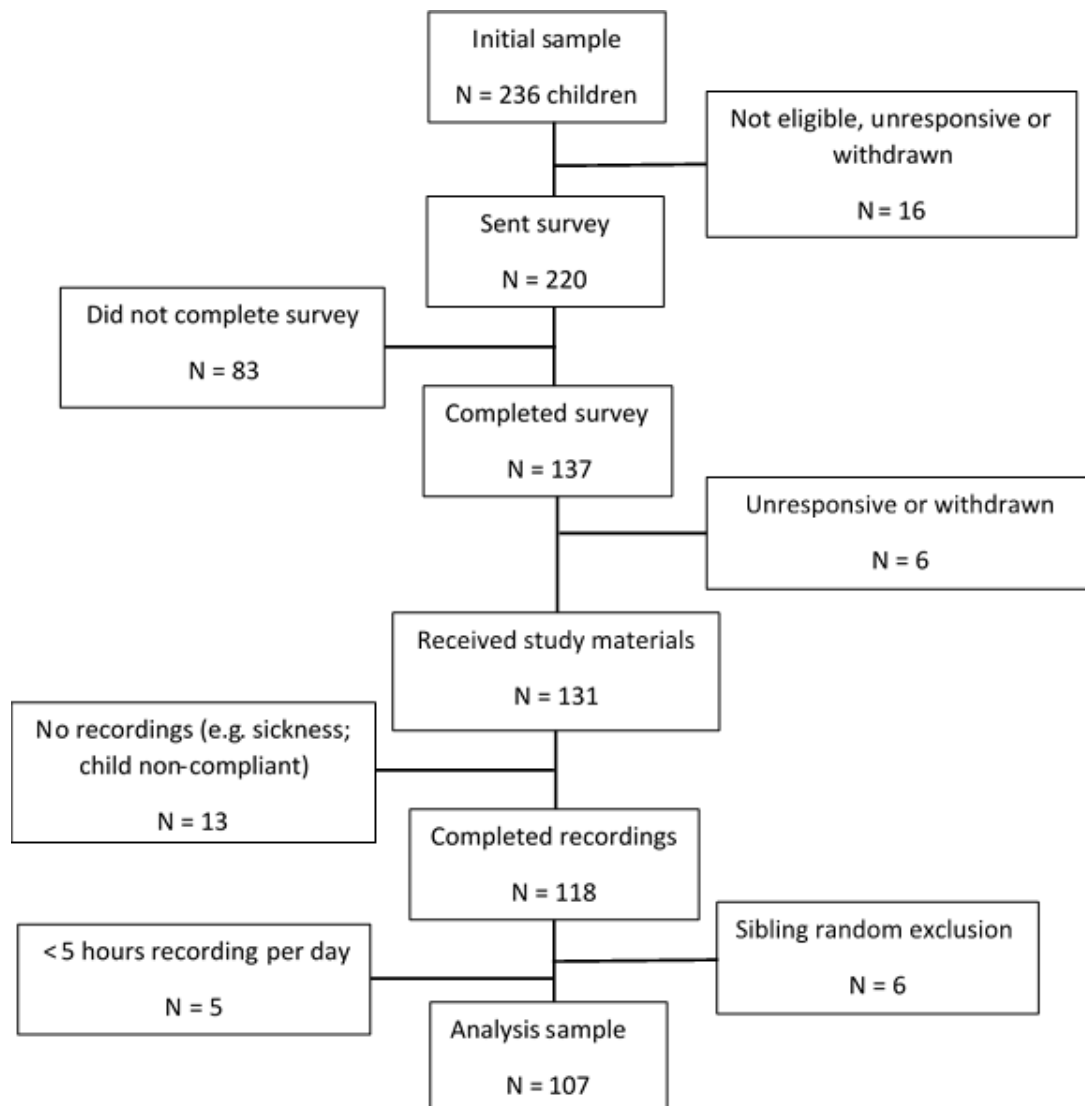 Initial sample
N = 236 children
Not eligible, unresponsive or
withdrawn
N = 16
Sent survey
N = 220
Did not complete survey
N = 83
Completed survey
N = 137
Unresponsive or withdrawn
N = 6
Received study materials
N = 131
No recordings (e.g. sickness;
child non-compliant)
N = 13
Completed recordings
N = 118
<5 hours recording per day
N = 5
Sibling random exclusion
N = 6
Analysis sample
N = 107